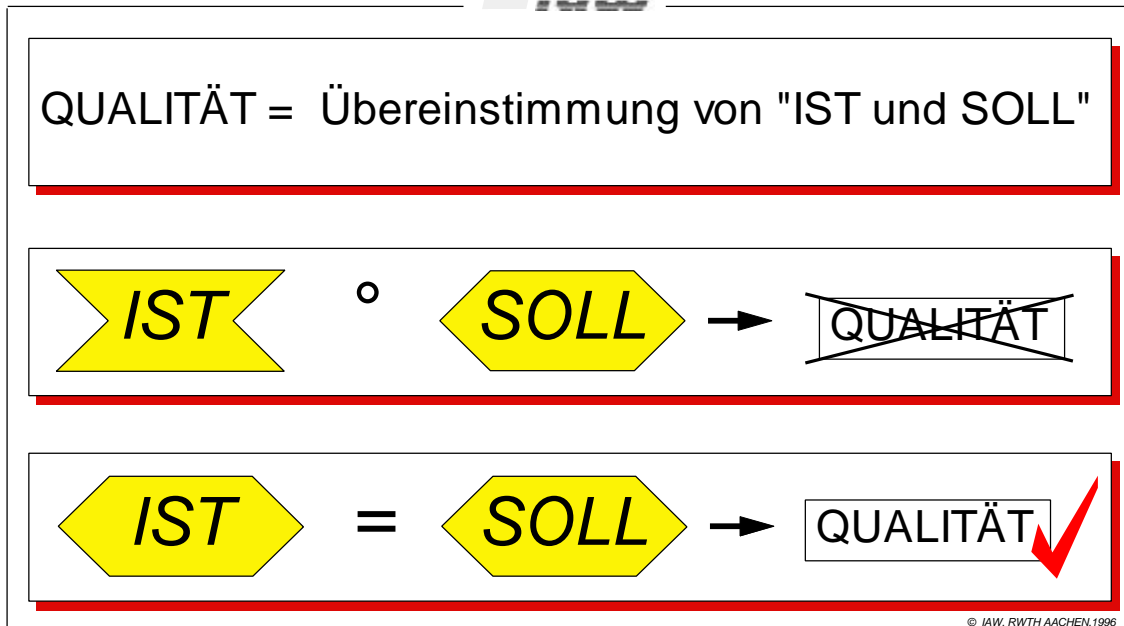 QUALITÄT = Übereinstimmung von "IST und SOLL"
IST ° SOLL QUALITÄT
IST = SOLL QUALITÄT
© IAW, RWTH AACHEN,1996